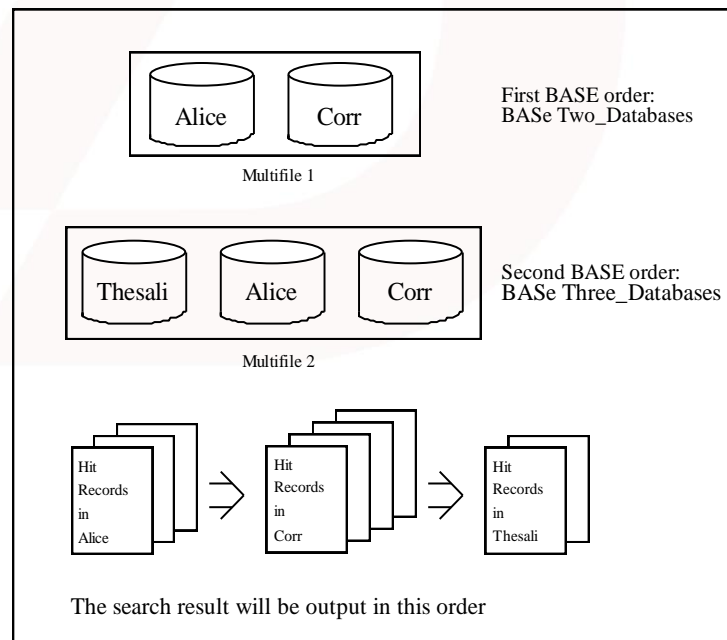 Alice
Corr
First BASE order:
BASe Two_Databases
Multifile 1
Thesali
Alice
Corr
Second BASE order:
BASe Three_Databases
Multifile 2
Hit
Records
in
Alice
Hit
Records
in
Corr
Hit
Records
in
Thesali
The search result will be output in this order